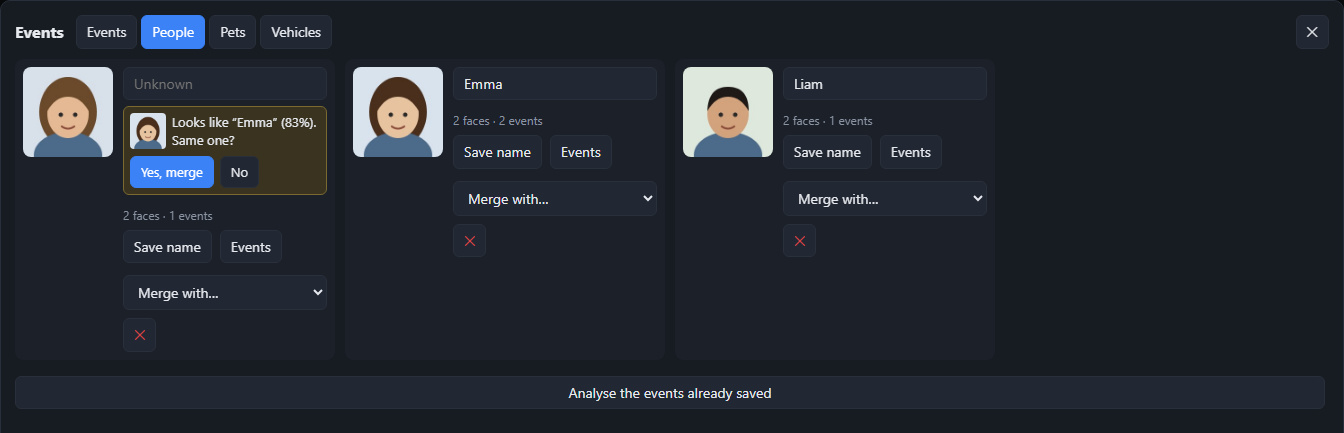 Events Events People Pets Vehicles ✕
Unknown
Looks like “Emma” (83%).
Same one?
Yes, merge No
2 faces · 1 events
Save name Events
Merge with...
✕
Emma
2 faces · 2 events
Save name Events
Merge with...
✕
Liam
2 faces · 1 events
Save name Events
Merge with...
✕
Analyse the events already saved